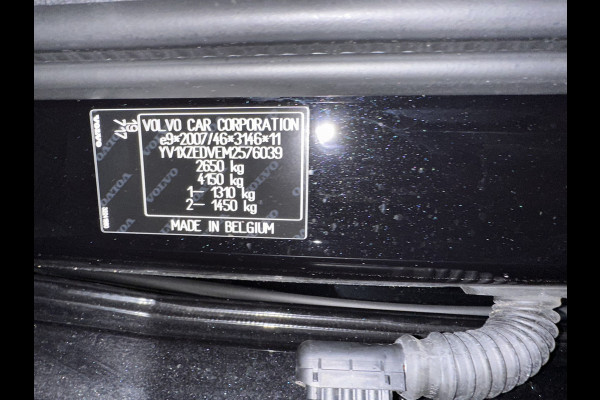 VOLVO CAR CORPORATION
e9*2007/46*3146*11
YV1XZEDVEM2576039
2650 kg
4150 kg
1– 1310 kg
2– 1450 kg
MADE IN BELGIUM
VOLVO